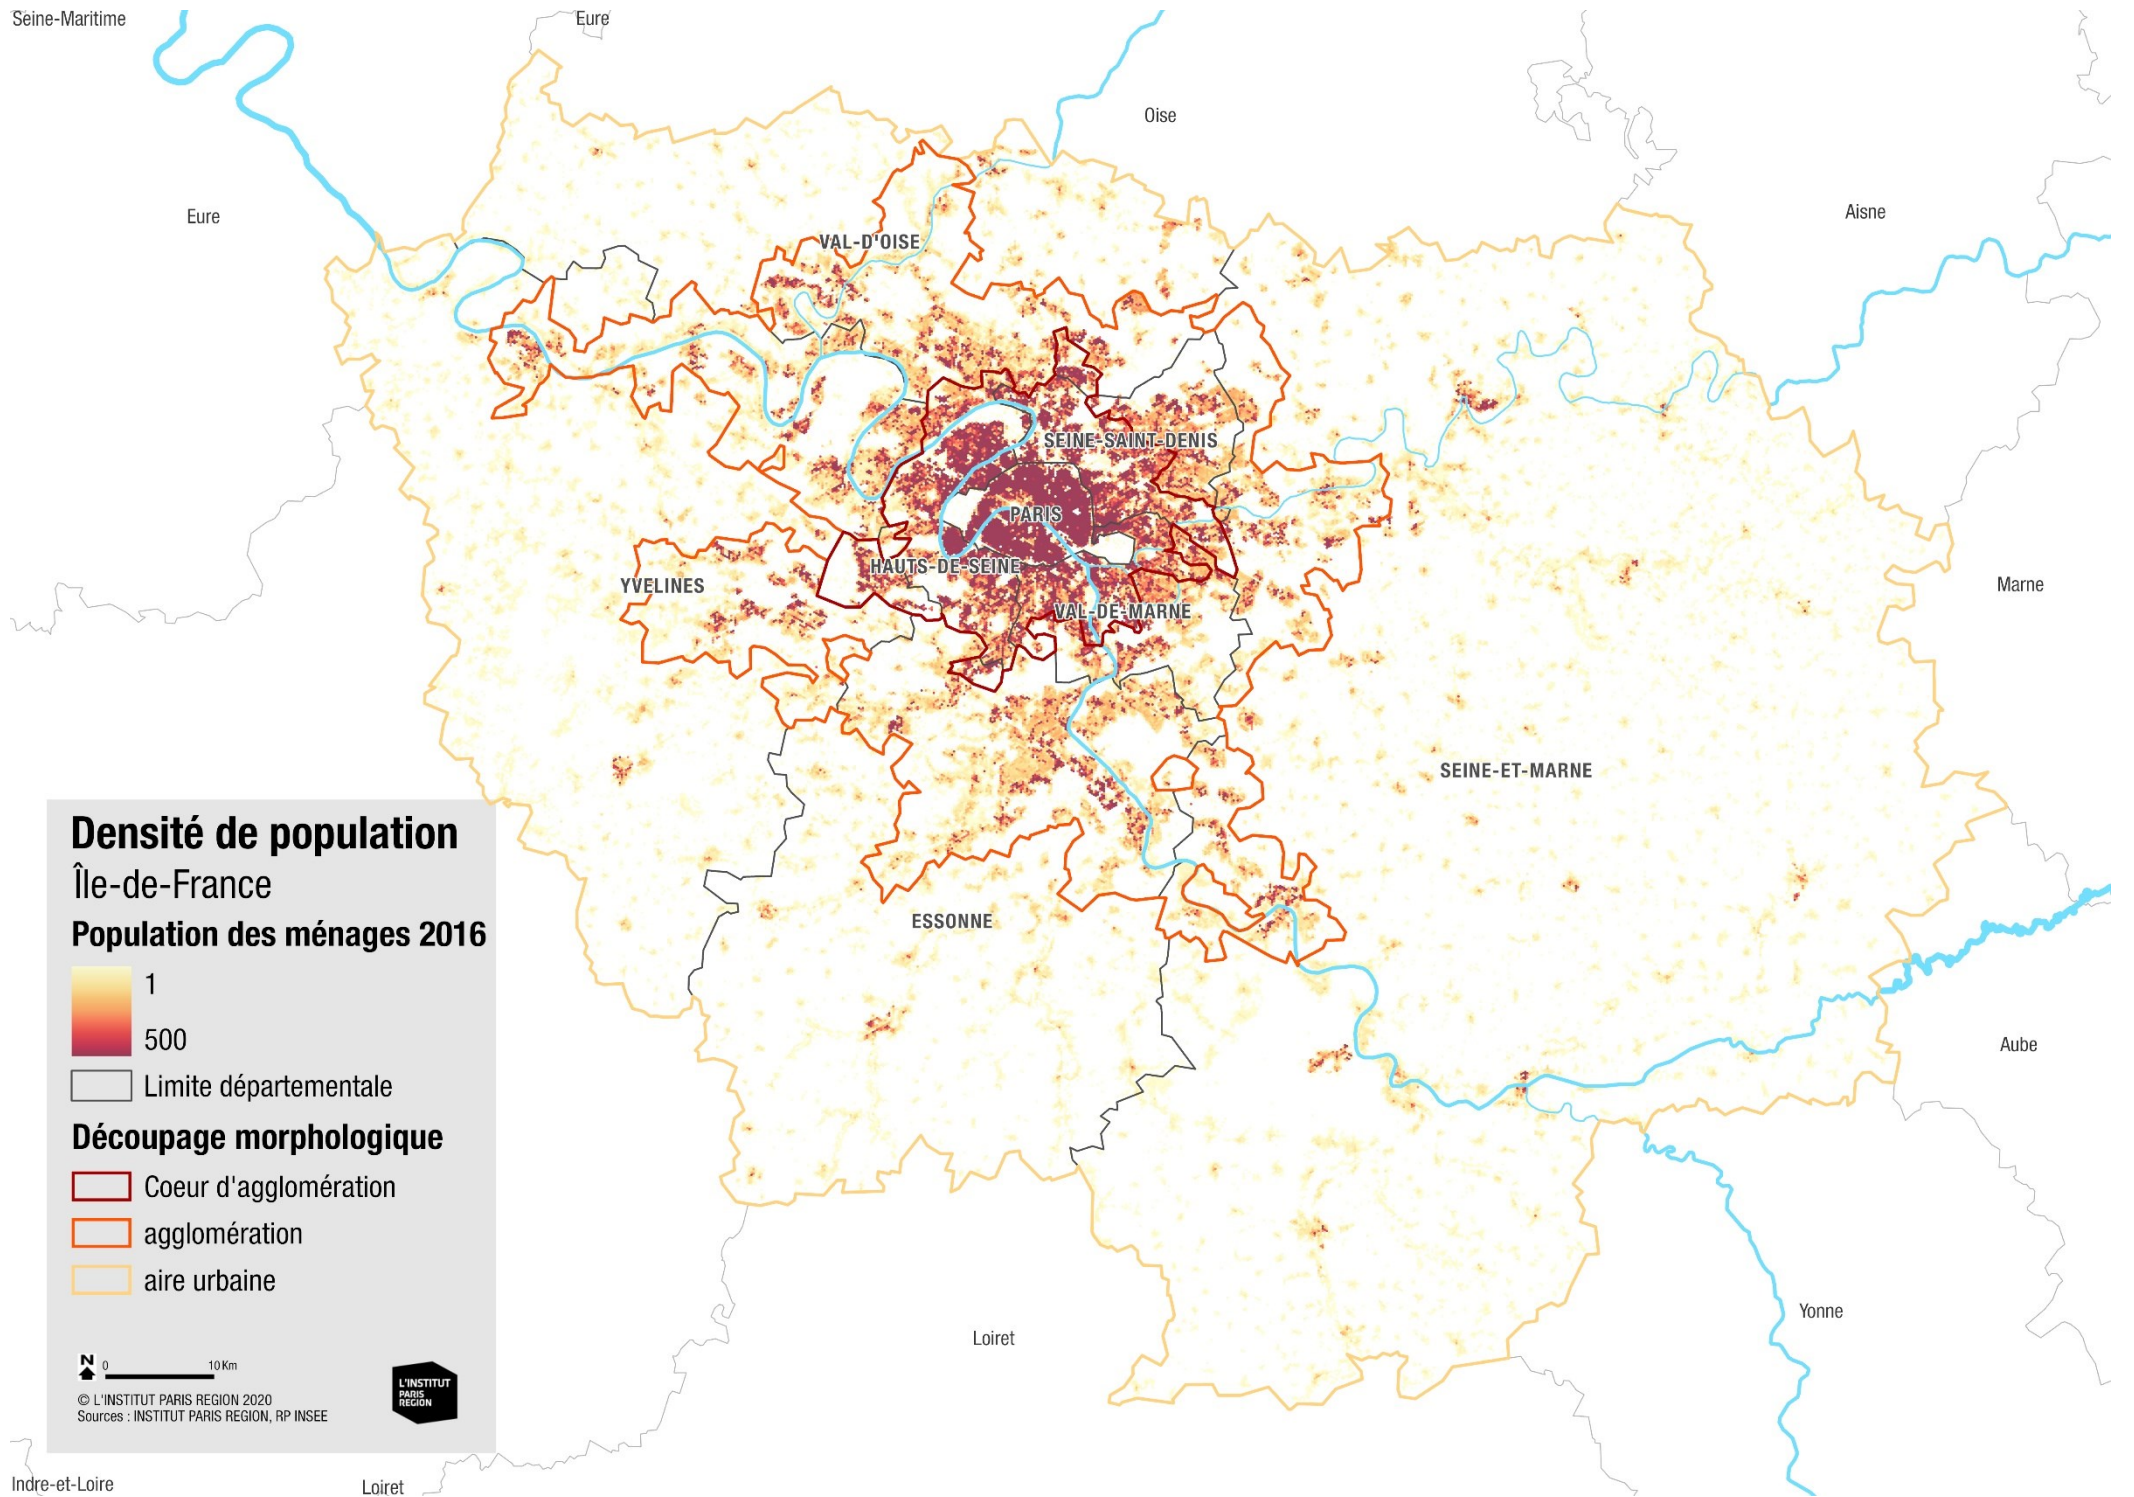 Seine-Maritime
Eure
Oise
Eure
Aisne
VAL-D'OISE
SEINE-SAINT-DENIS
PARIS
HAUTS-DE-SEINE
YVELINES
Marne
VAL-DE-MARNE
SEINE-ET-MARNE
ESSONNE
Aube
Yonne
Loiret
Densité de population
Île-de-France
Population des ménages 2016
1
500
Limite départementale
Découpage morphologique
Coeur d'agglomération
agglomération
aire urbaine
N
0 10 Km
© L'INSTITUT PARIS REGION 2020
Sources : INSTITUT PARIS REGION, RP INSEE
L'INSTITUT
PARIS
REGION
Indre-et-Loire
Loiret